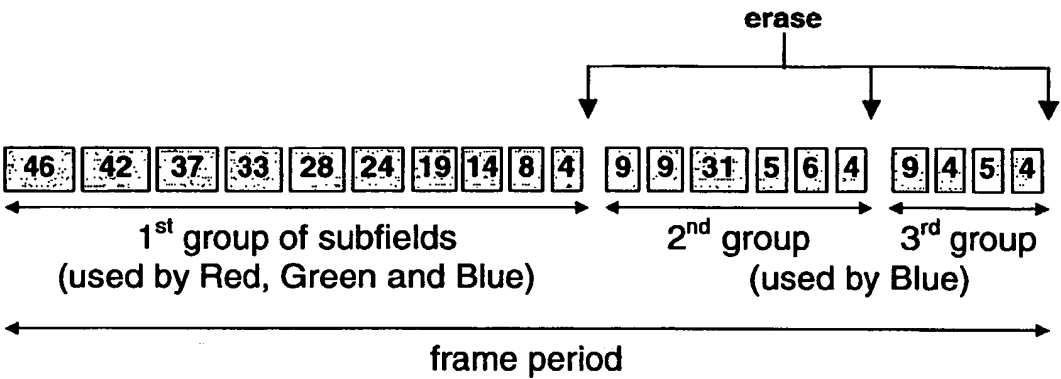 erase
46 42 37 33 28 24 19 14 8 4 9 9 31 5 6 4 9 4 5 4
1st group of subfields 2nd group 3rd group
(used by Red, Green and Blue) (used by Blue)
frame period